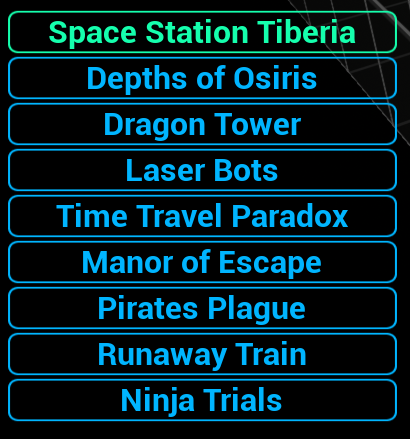 Space Station Tiberia
Depths of Osiris
Dragon Tower
Laser Bots
Time Travel Paradox
Manor of Escape
Pirates Plague
Runaway Train
Ninja Trials